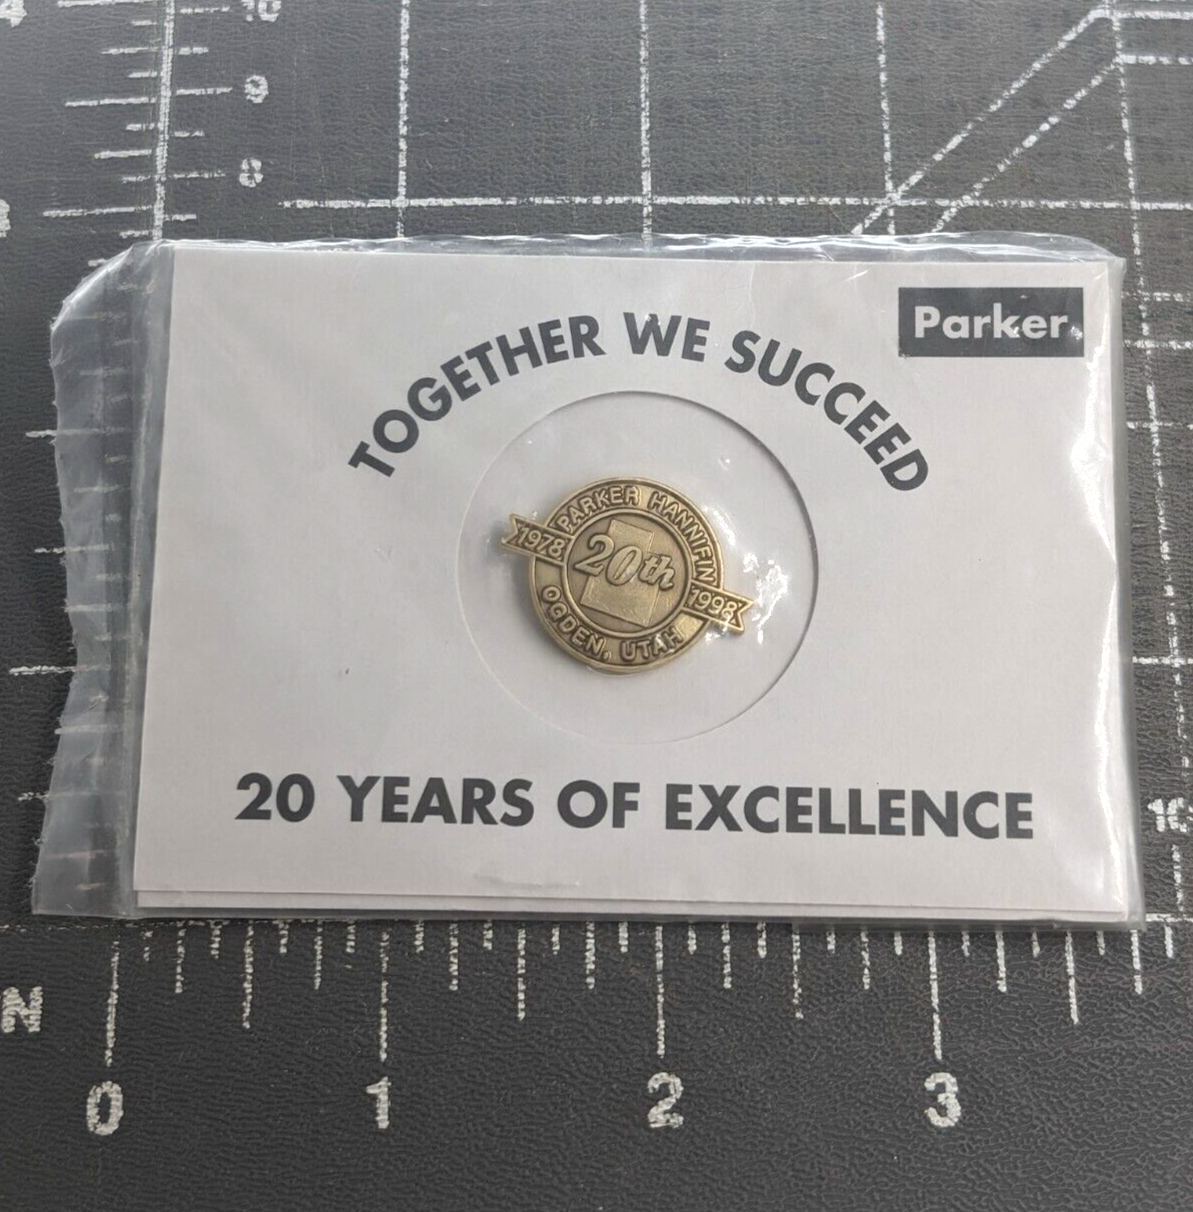 10
9
8
Parker
TOGETHER WE SUCCEED
PARKER HANNIFIN
1978
20th
1998
OGDEN, UTAH
20 YEARS OF EXCELLENCE
0 1 2 3